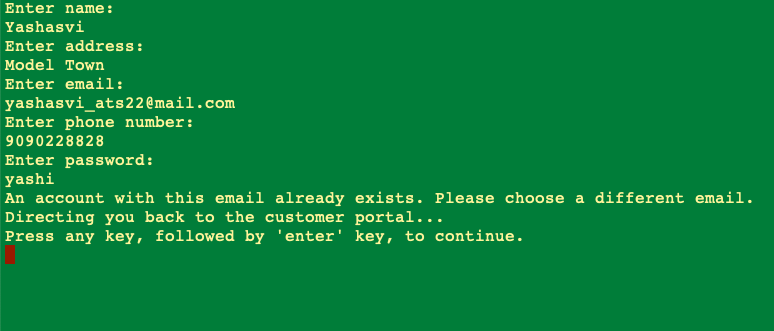 Enter name:
Yashasvi
Enter address:
Model Town
Enter email:
yashasvi_ats22@mail.com
Enter phone number:
9090228828
Enter password:
yashi
An account with this email already exists. Please choose a different email.
Directing you back to the customer portal...
Press any key, followed by 'enter' key, to continue.